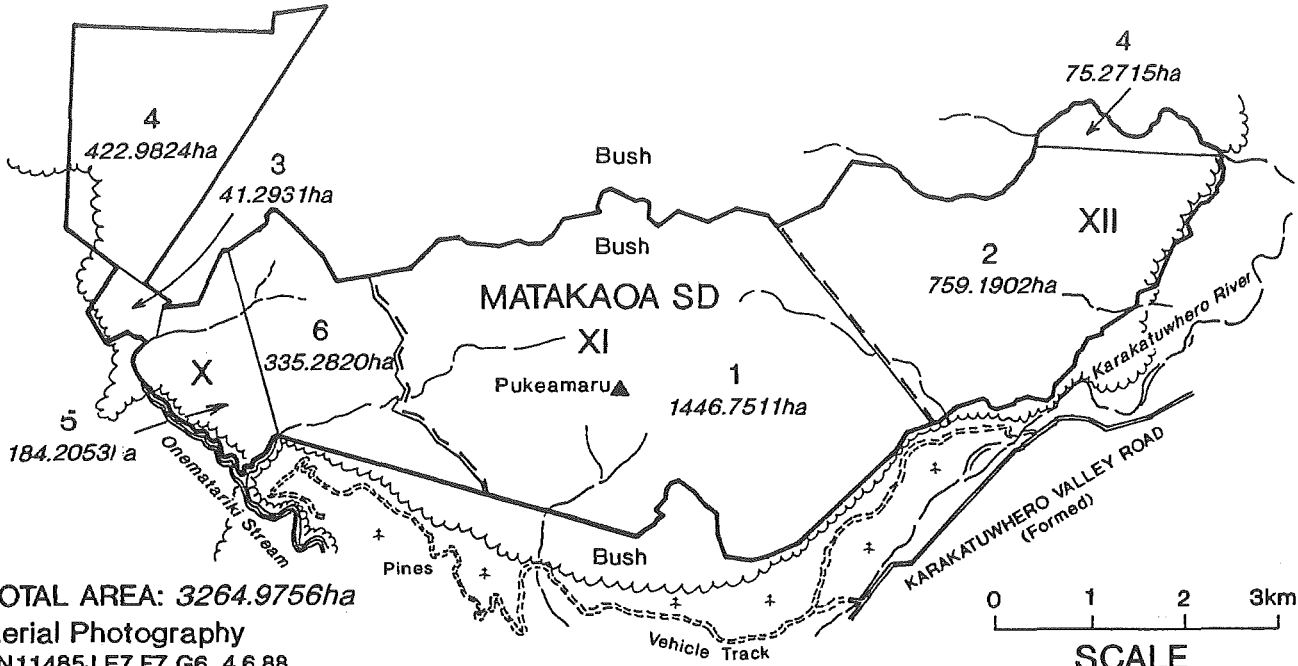 4
75.2715ha
4
422.9824ha
3
41.2931ha
Bush
Bush
XII
2
759.1902ha
MATAKAOA SD
XI
6
335.2820ha
X
Pukeamaru
1
1446.7511ha
Karakatuwhero River
5
184.2053ha
Onematariki Stream
KARAKATUWHERO VALLEY ROAD
(Formed)
Bush
Pines
Vehicle Track
OTAL AREA: 3264.9756ha
erial Photography
0 1 2 3km
SCALE